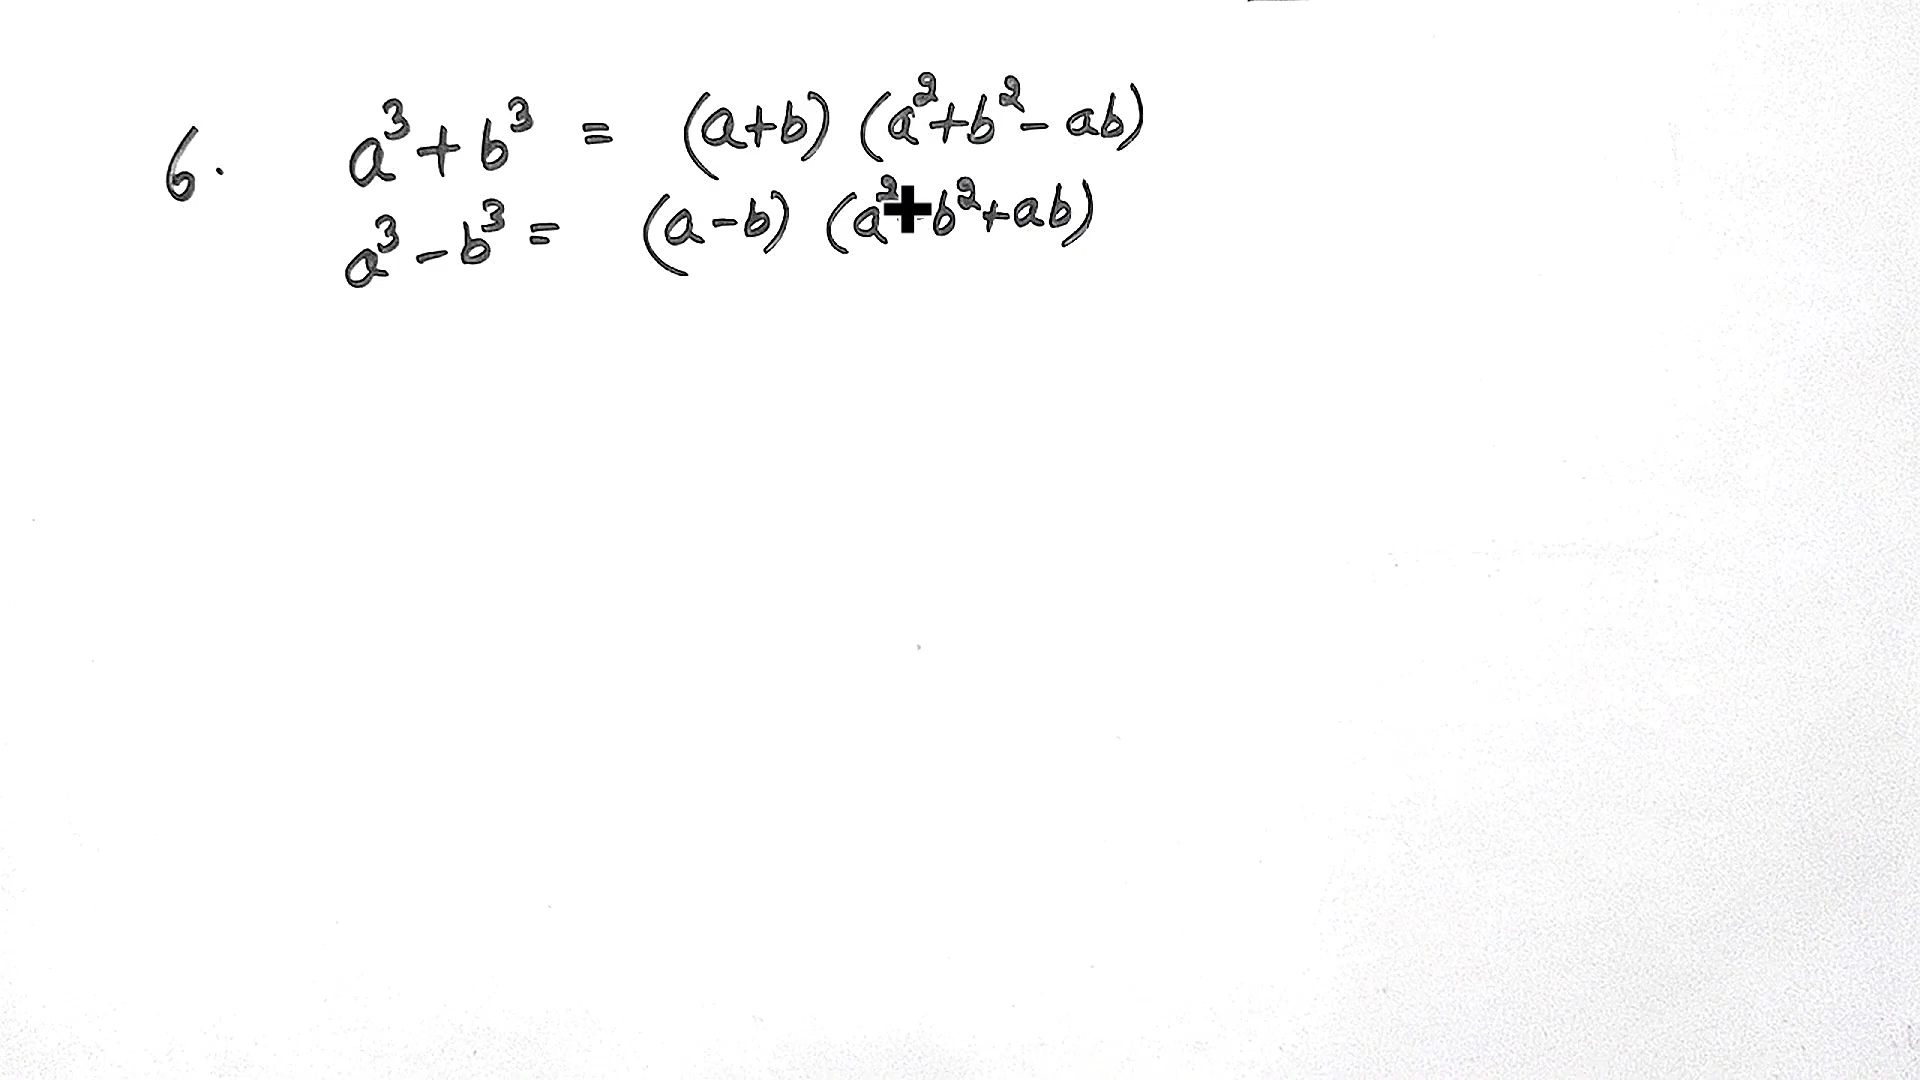 6. a³+b³ = (a+b) (a²+b²-ab)
a³-b³= (a-b) (a²+b²+ab)